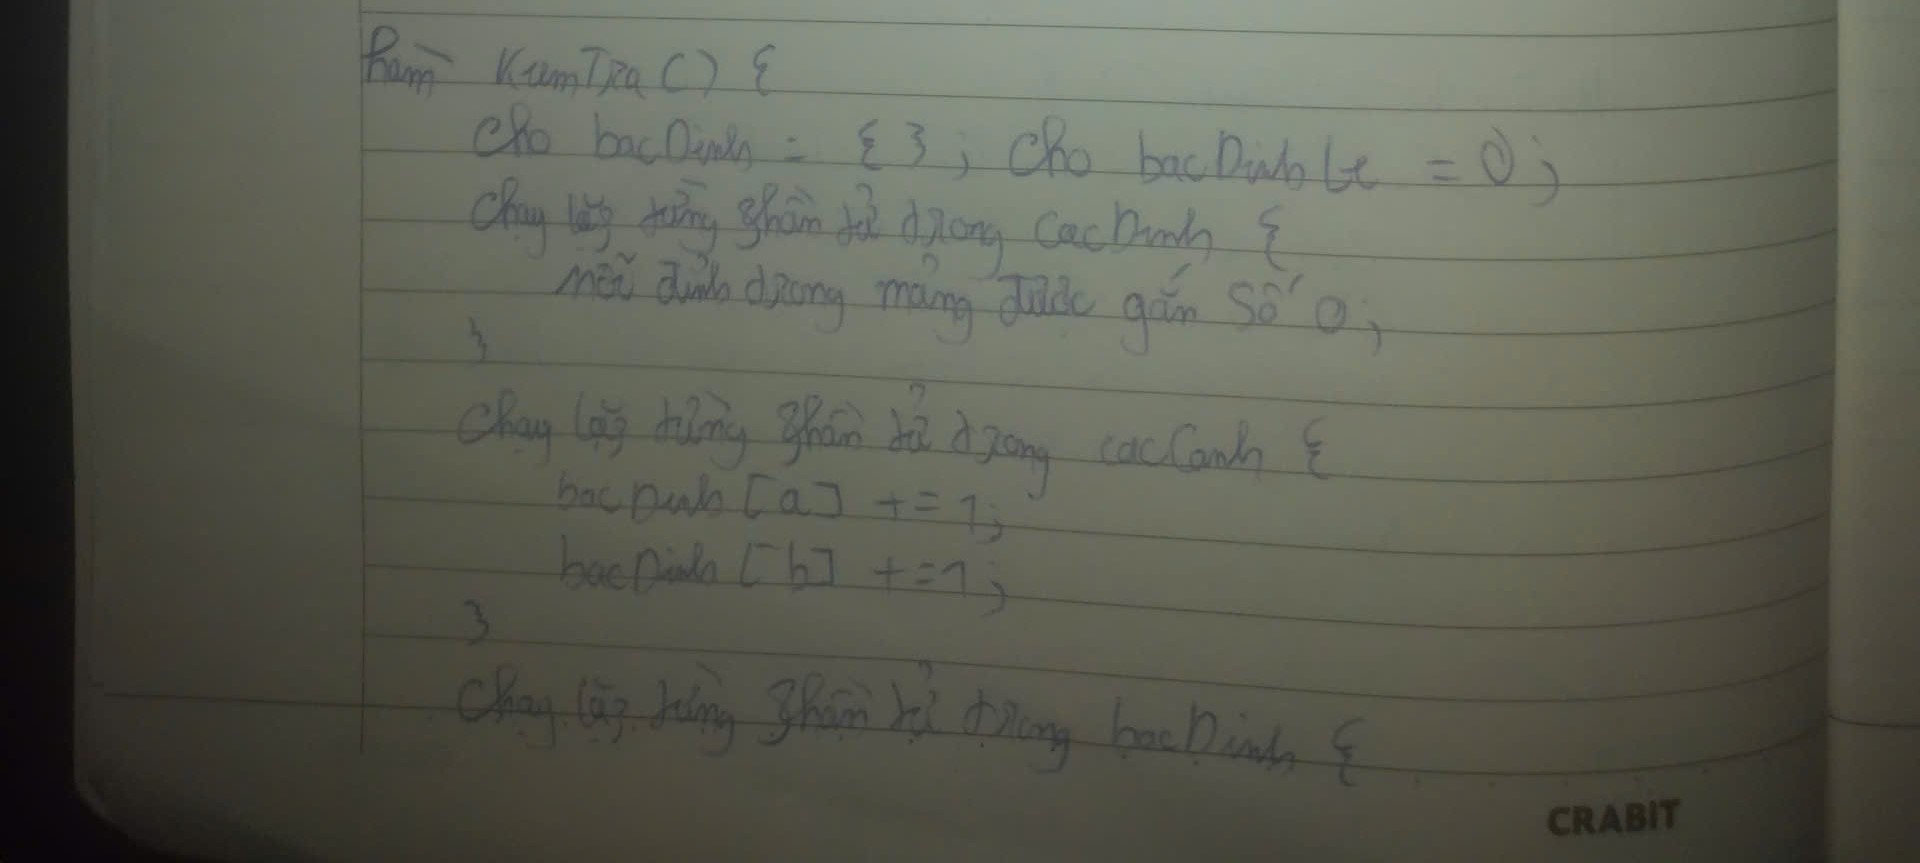 hàm KiemTra() {
cho bacDinh = { }; cho bacDinhLe = 0;
chạy lặp từng phần tử trong cacDinh {
mỗi đỉnh trong mảng được gán Số 0;
}
chạy lặp từng phần tử trong cacCanh {
bacDinh [a] += 1;
bacDinh [b] += 1;
}
chạy lặp từng phần tử trong bacDinh {
CRABIT